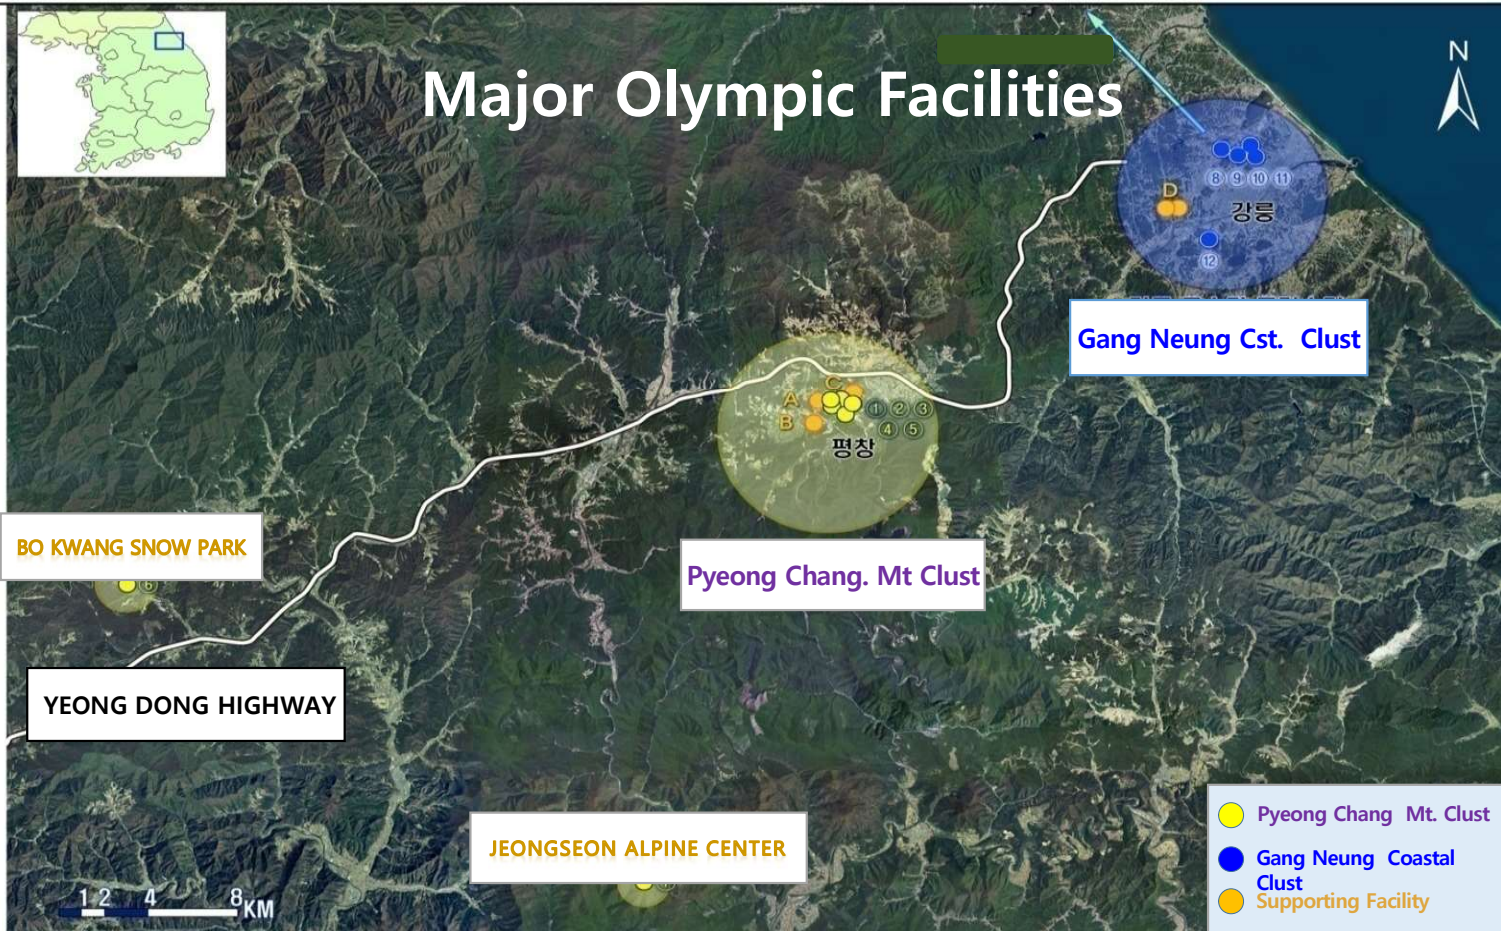 Major Olympic Facilities
N
8 9 10 11
D
강릉
12
Gang Neung Cst. Clust
C
A
1 2 3
B
4 5
평창
BO KWANG SNOW PARK
6
Pyeong Chang. Mt Clust
YEONG DONG HIGHWAY
JEONGSEON ALPINE CENTER
Pyeong Chang Mt. Clust
Gang Neung Coastal
Clust
Supporting Facility
1 2 4 8 KM